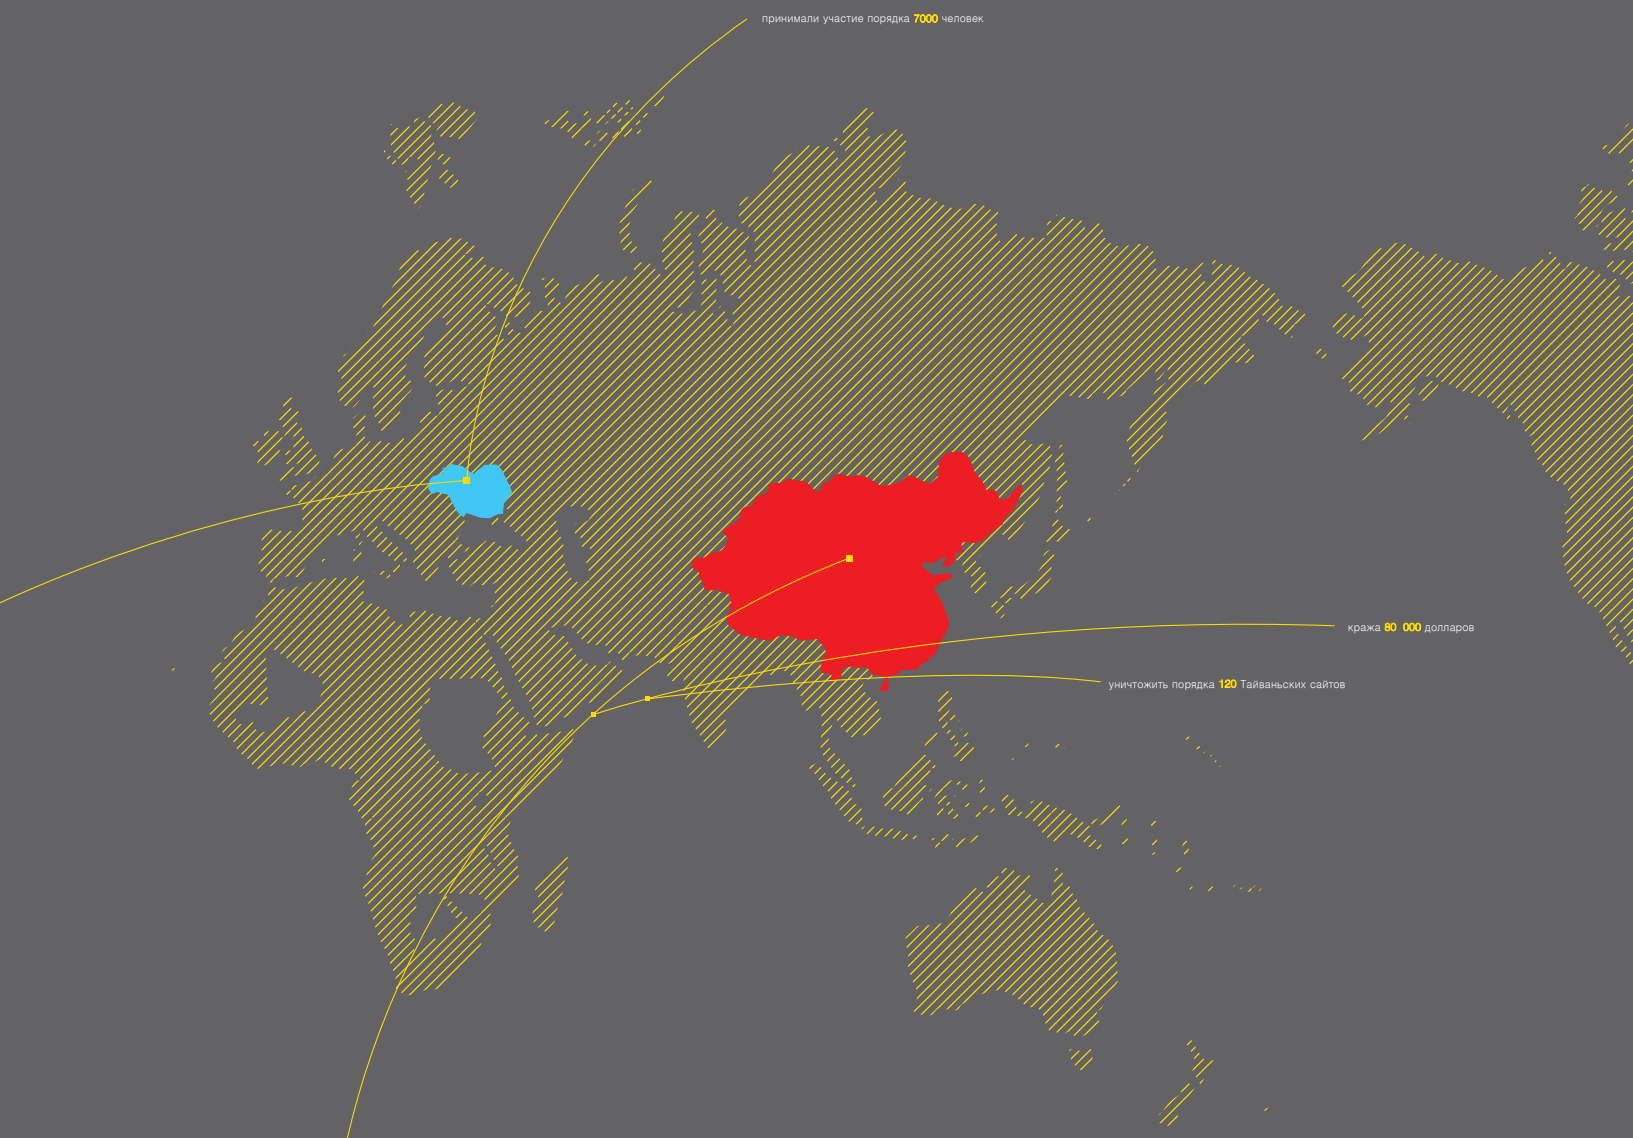 принимали участие порядка 7000 человек
кража 80 000 долларов
уничтожить порядка 120 Тайваньских сайтов